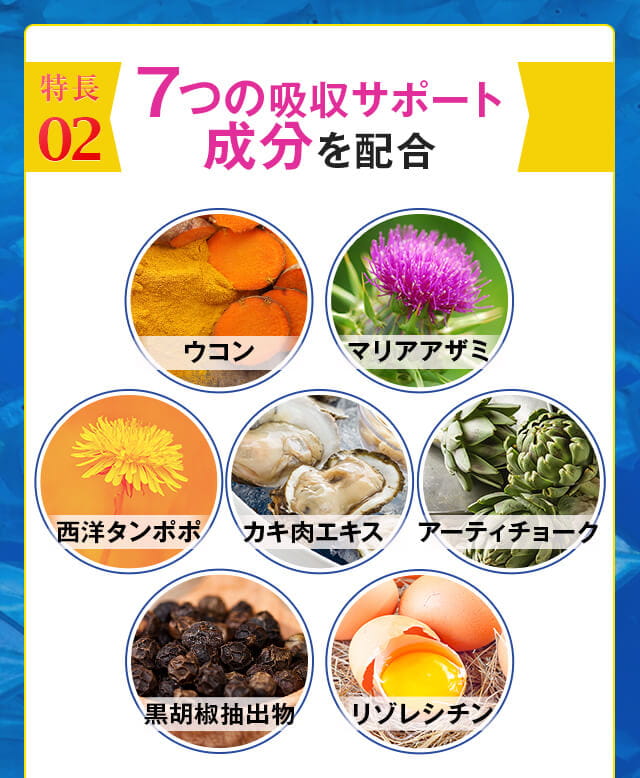 特長
02
7つの吸収サポート
成分を配合
ウコン
マリアアザミ
西洋タンポポ
カキ肉エキス
アーティチョーク
黒胡椒抽出物
リゾレシチン